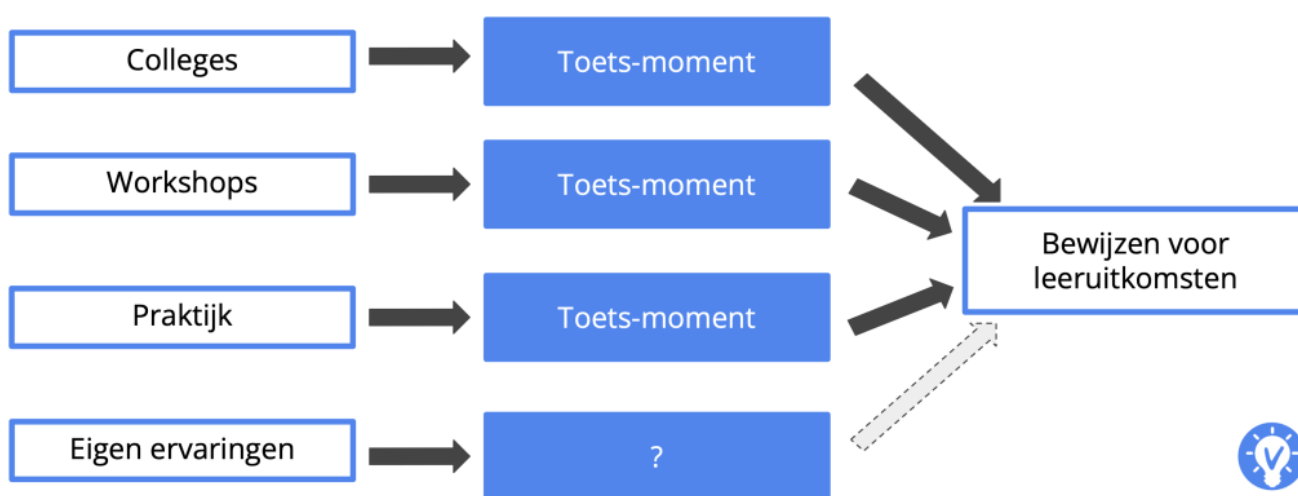 Colleges
Toets-moment
Workshops
Toets-moment
Bewijzen voor
leeruitkomsten
Praktijk
Toets-moment
Eigen ervaringen
?